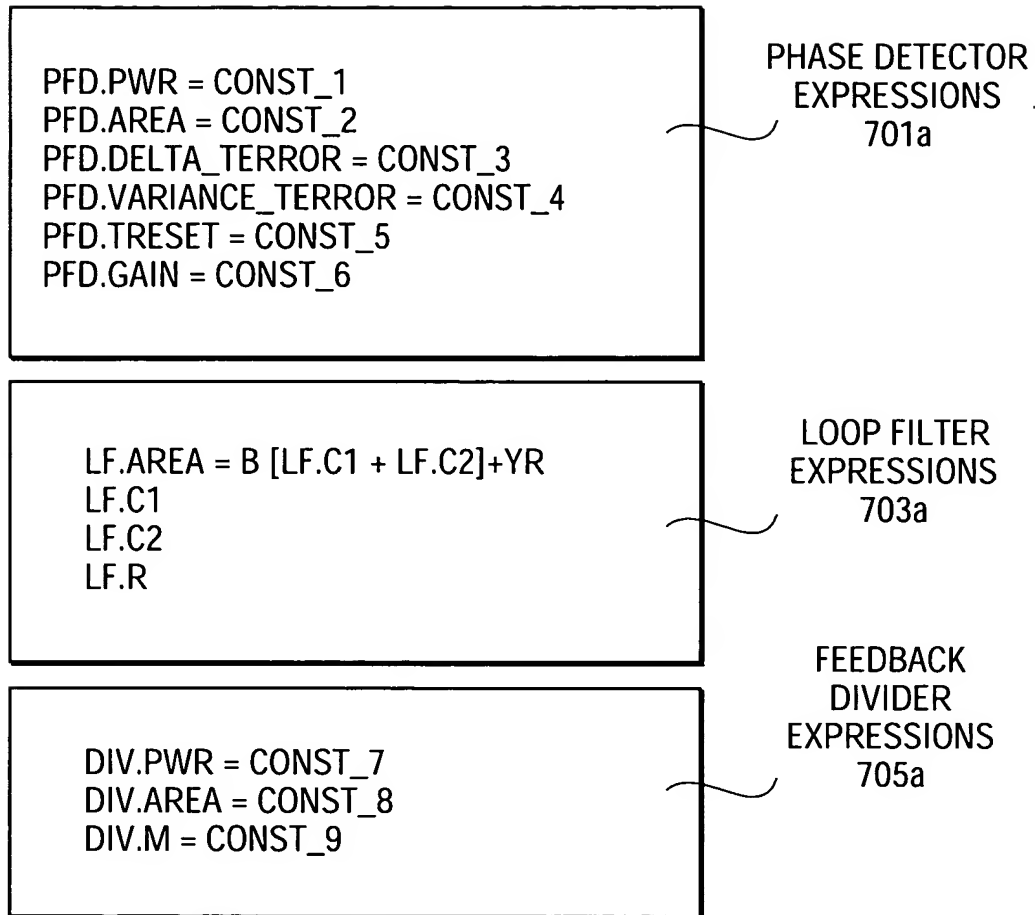 PFD.PWR = CONST_1
PFD.AREA = CONST_2
PFD.DELTA_TERROR = CONST_3
PFD.VARIANCE_TERROR = CONST_4
PFD.TRESET = CONST_5
PFD.GAIN = CONST_6
PHASE DETECTOR
EXPRESSIONS
701a
LF.AREA = B [LF.C1 + LF.C2]+YR
LF.C1
LF.C2
LF.R
LOOP FILTER
EXPRESSIONS
703a
DIV.PWR = CONST_7
DIV.AREA = CONST_8
DIV.M = CONST_9
FEEDBACK
DIVIDER
EXPRESSIONS
705a